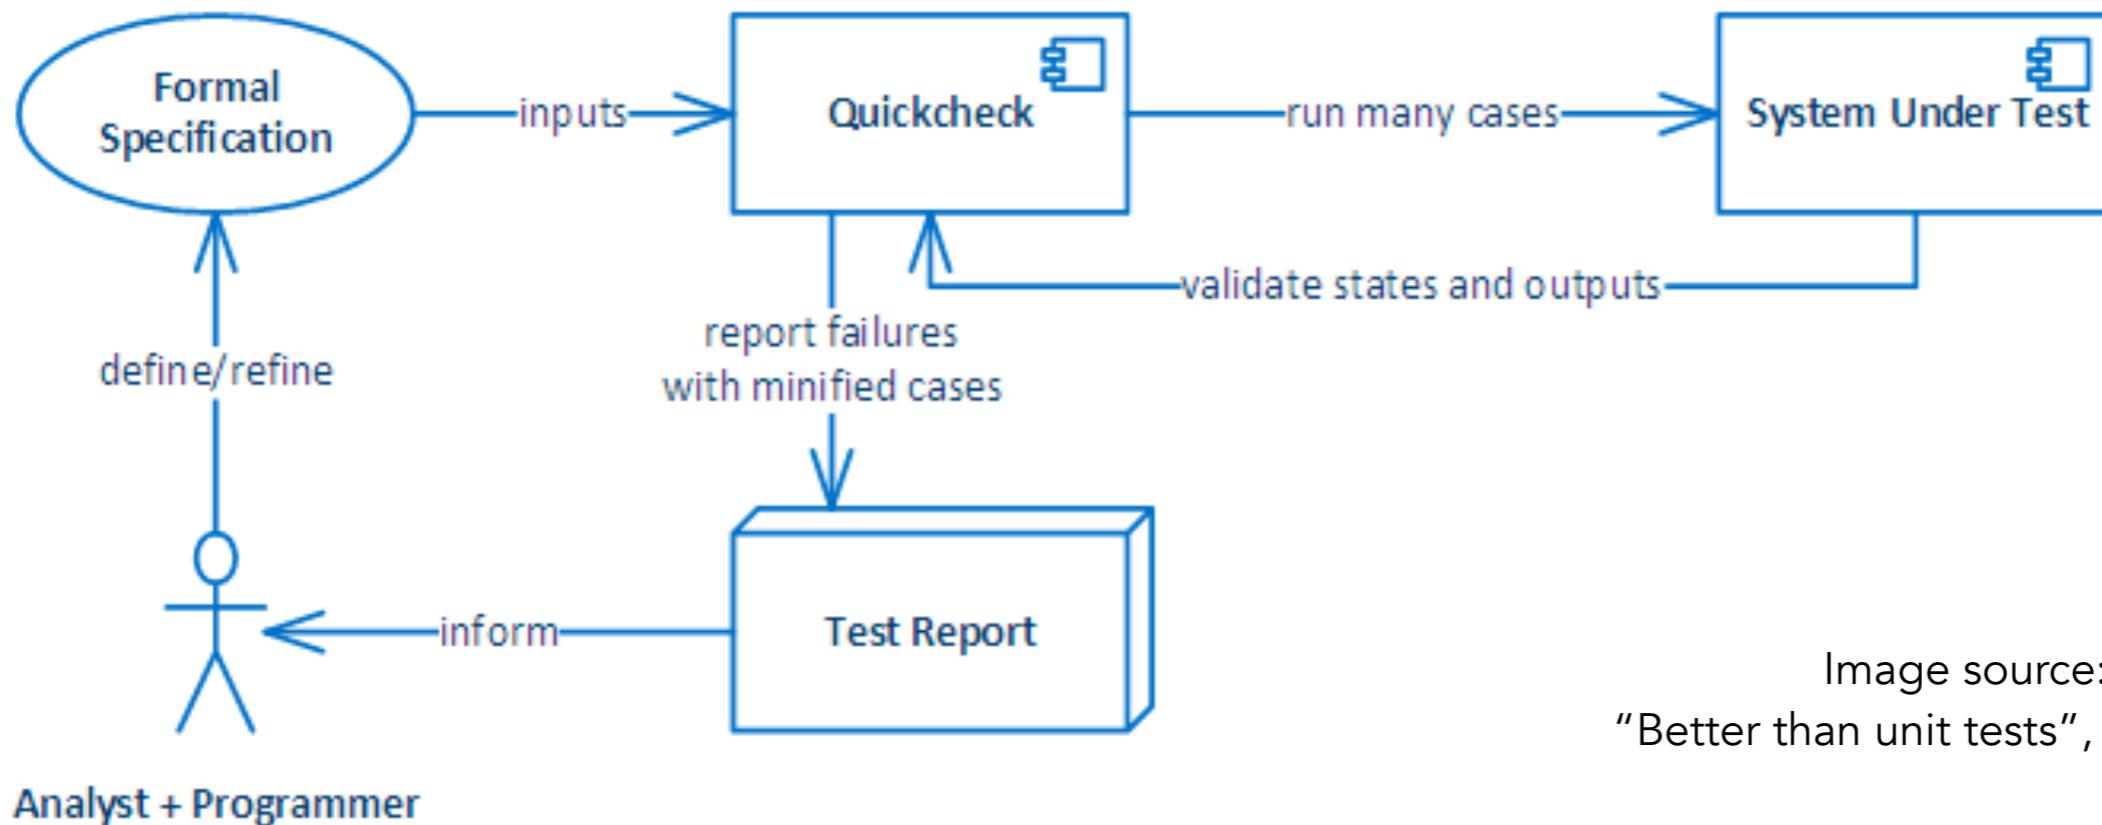 Formal
Specification
inputs
Quickcheck
run many cases
System Under Test
validate states and outputs
report failures
with minified cases
define/refine
inform
Test Report
Image source:
“Better than unit tests”,
Analyst + Programmer